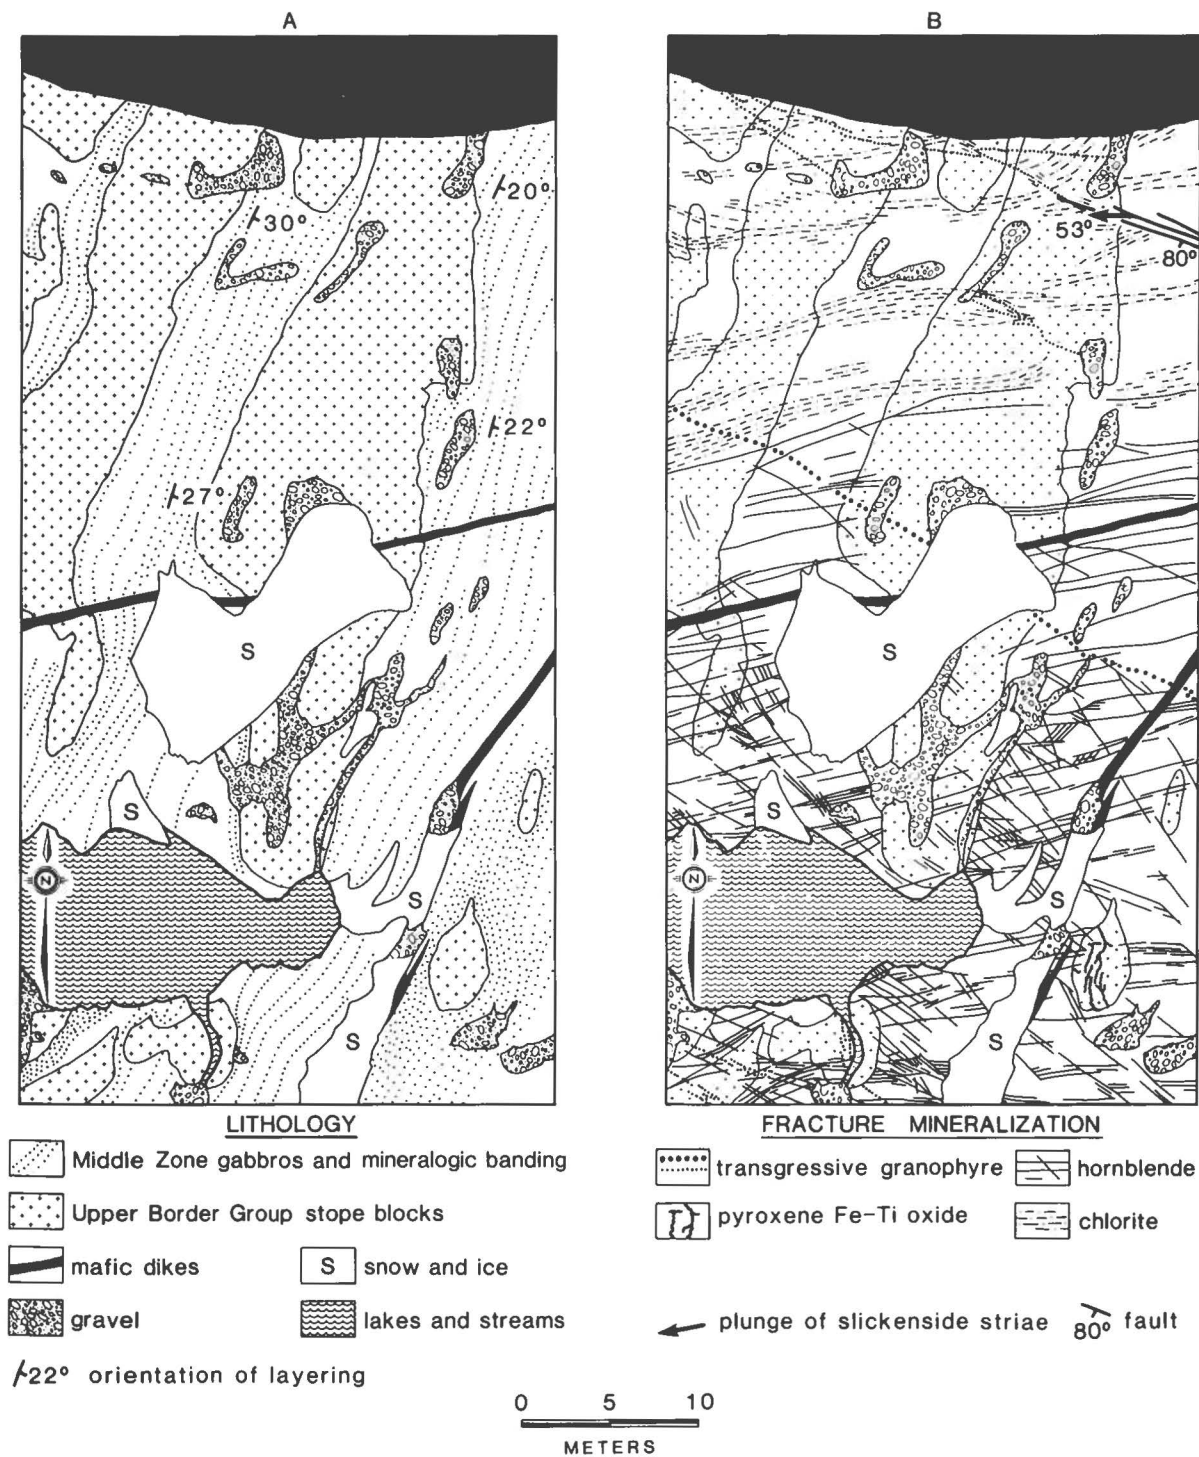 A
B
20°
30°
53°
80°
22°
27°
S
S
S
S
N
S
S
S
S
N
LITHOLOGY
Middle Zone gabbros and mineralogic banding
Upper Border Group stope blocks
mafic dikes
S snow and ice
gravel
lakes and streams
22° orientation of layering
FRACTURE MINERALIZATION
transgressive granophyre
hornblende
pyroxene Fe-Ti oxide
chlorite
plunge of slickenside striae
80° fault
0 5 10
METERS